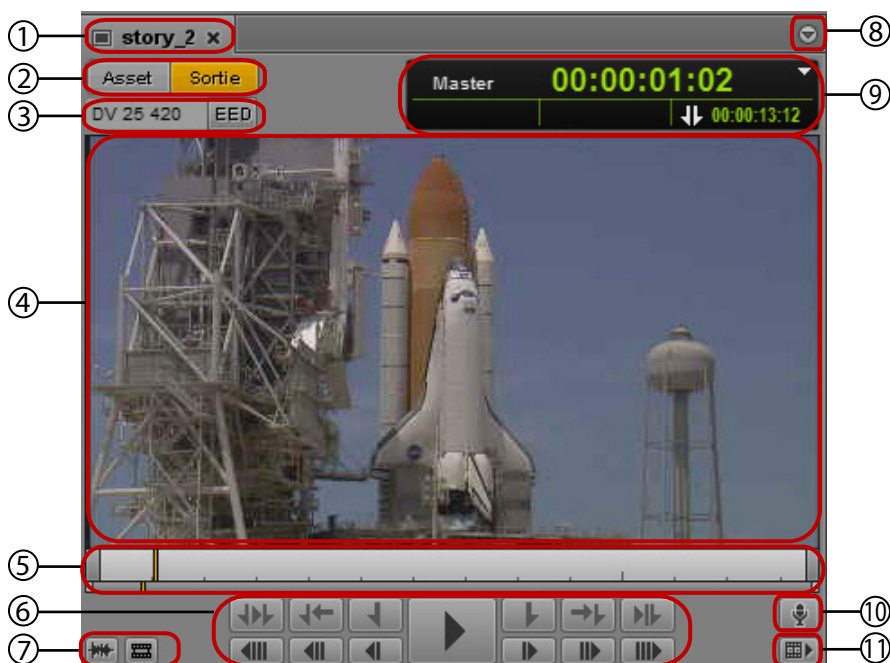 ① story_2 × ⑧
② Asset Sortie
Master 00:00:01:02 ⑨
③ DV 25 420 EED
00:00:13:12
④
⑤
⑥ ⑩
⑦ ⑪